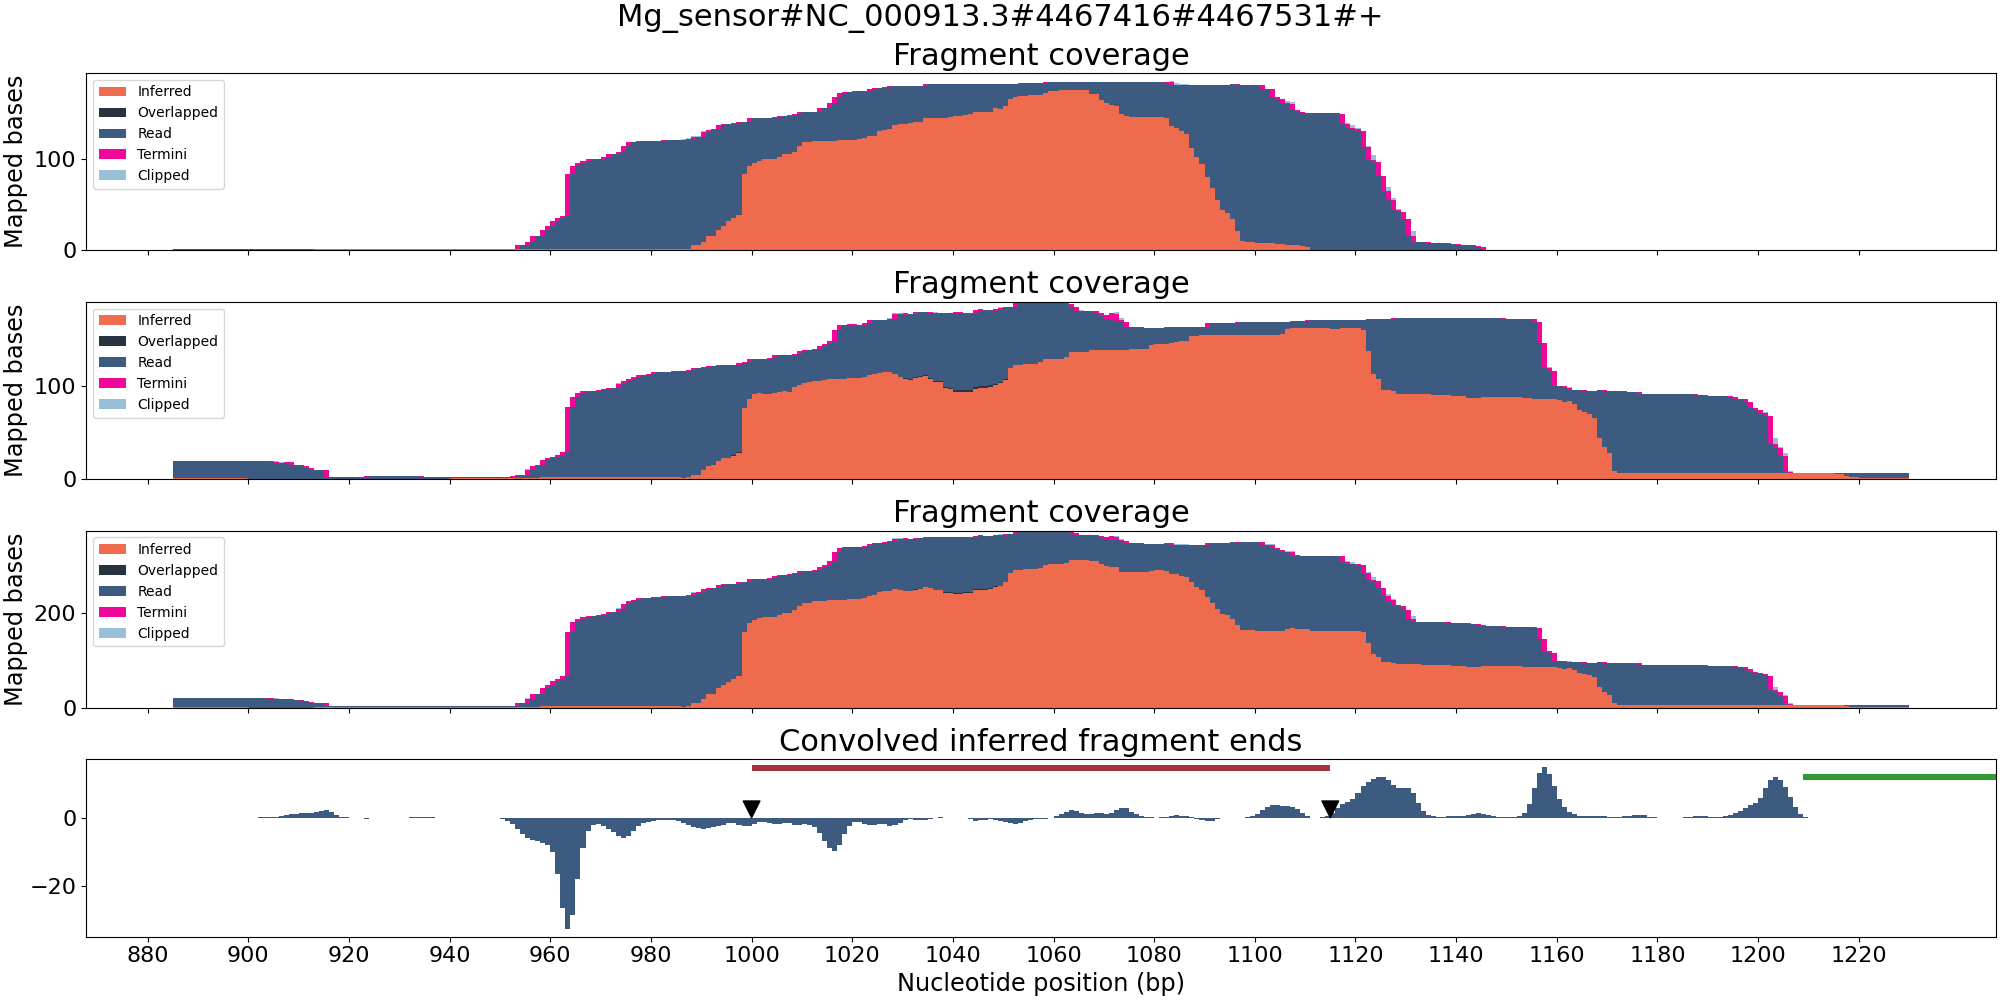 Mg_sensor#NC_000913.3#4467416#4467531#+
Fragment coverage
Mapped bases
100
0
Inferred
Overlapped
Read
Termini
Clipped
Fragment coverage
Mapped bases
100
0
Inferred
Overlapped
Read
Termini
Clipped
Fragment coverage
Mapped bases
200
0
Inferred
Overlapped
Read
Termini
Clipped
Convolved inferred fragment ends
0
−20
880 900 920 940 960 980 1000 1020 1040 1060 1080 1100 1120 1140 1160 1180 1200 1220
Nucleotide position (bp)